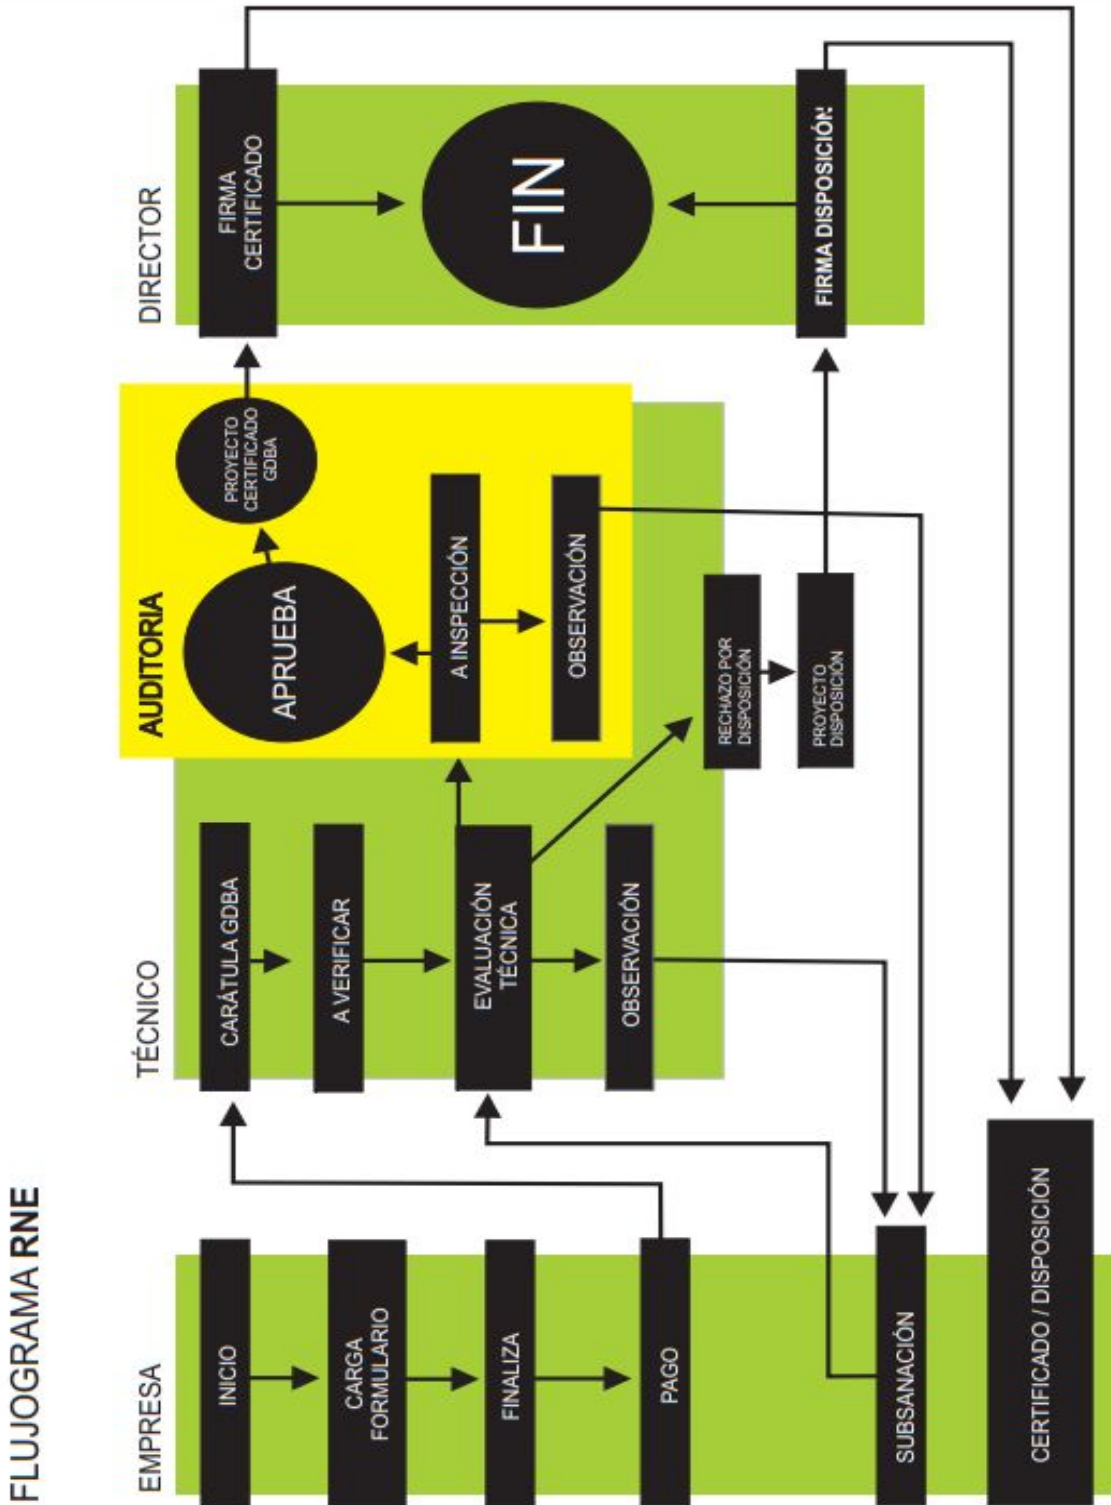 FLUJOGRAMA RNE
EMPRESA
INICIO
CARGA
FORMULARIO
FINALIZA
PAGO
SUBSANACIÓN
CERTIFICADO / DISPOSICIÓN
TÉCNICO
CARÁTULA GDBA
A VERIFICAR
EVALUACIÓN
TÉCNICA
OBSERVACIÓN
AUDITORIA
APRUEBA
PROYECTO
CERTIFICADO
GDBA
A INSPECCIÓN
OBSERVACIÓN
RECHAZO POR
DISPOSICIÓN
PROYECTO
DISPOSICIÓN
DIRECTOR
FIRMA
CERTIFICADO
FIN
FIRMA DISPOSICIÓN